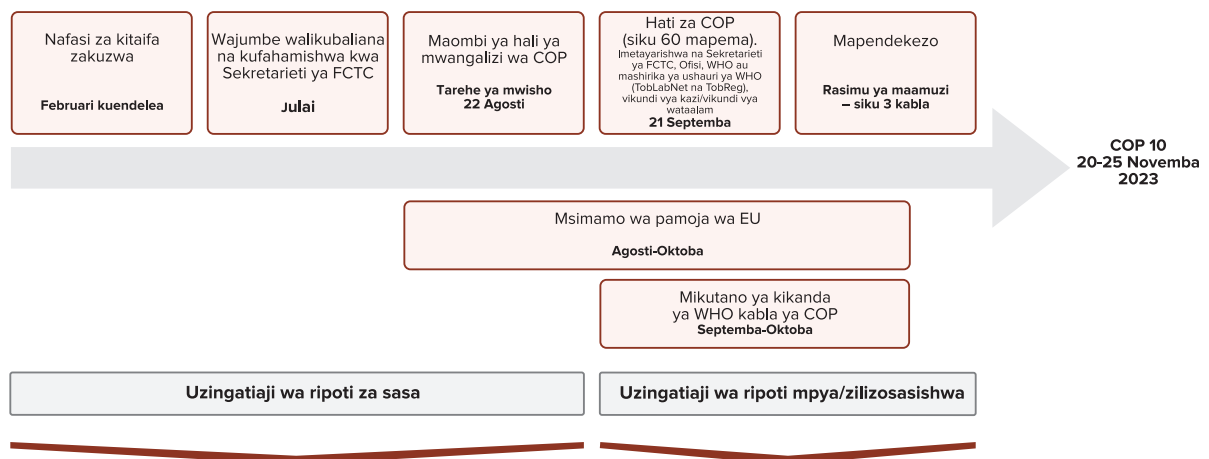 Nafasi za kitaifa
zakuzwa
Februari kuendelea
Wajumbe walikubaliana
na kufahamishwa kwa
Sekretarieti ya FCTC
Julai
Maombi ya hali ya
mwangalizi wa COP
Tarehe ya mwisho
22 Agosti
Hati za COP
(siku 60 mapema).
Imetayarishwa na Sekretarieti
ya FCTC, Ofisi, WHO au
mashirika ya ushauri ya WHO
(TobLabNet na TobReg),
vikundi vya kazi/vikundi vya
wataalam
21 Septemba
Mapendekezo
Rasimu ya maamuzi
– siku 3 kabla
COP 10
20-25 Novemba
2023
Msimamo wa pamoja wa EU
Agosti-Oktoba
Mikutano ya kikanda
ya WHO kabla ya COP
Septemba-Oktoba
Uzingatiaji wa ripoti za sasa
Uzingatiaji wa ripoti mpya/zilizosasishwa